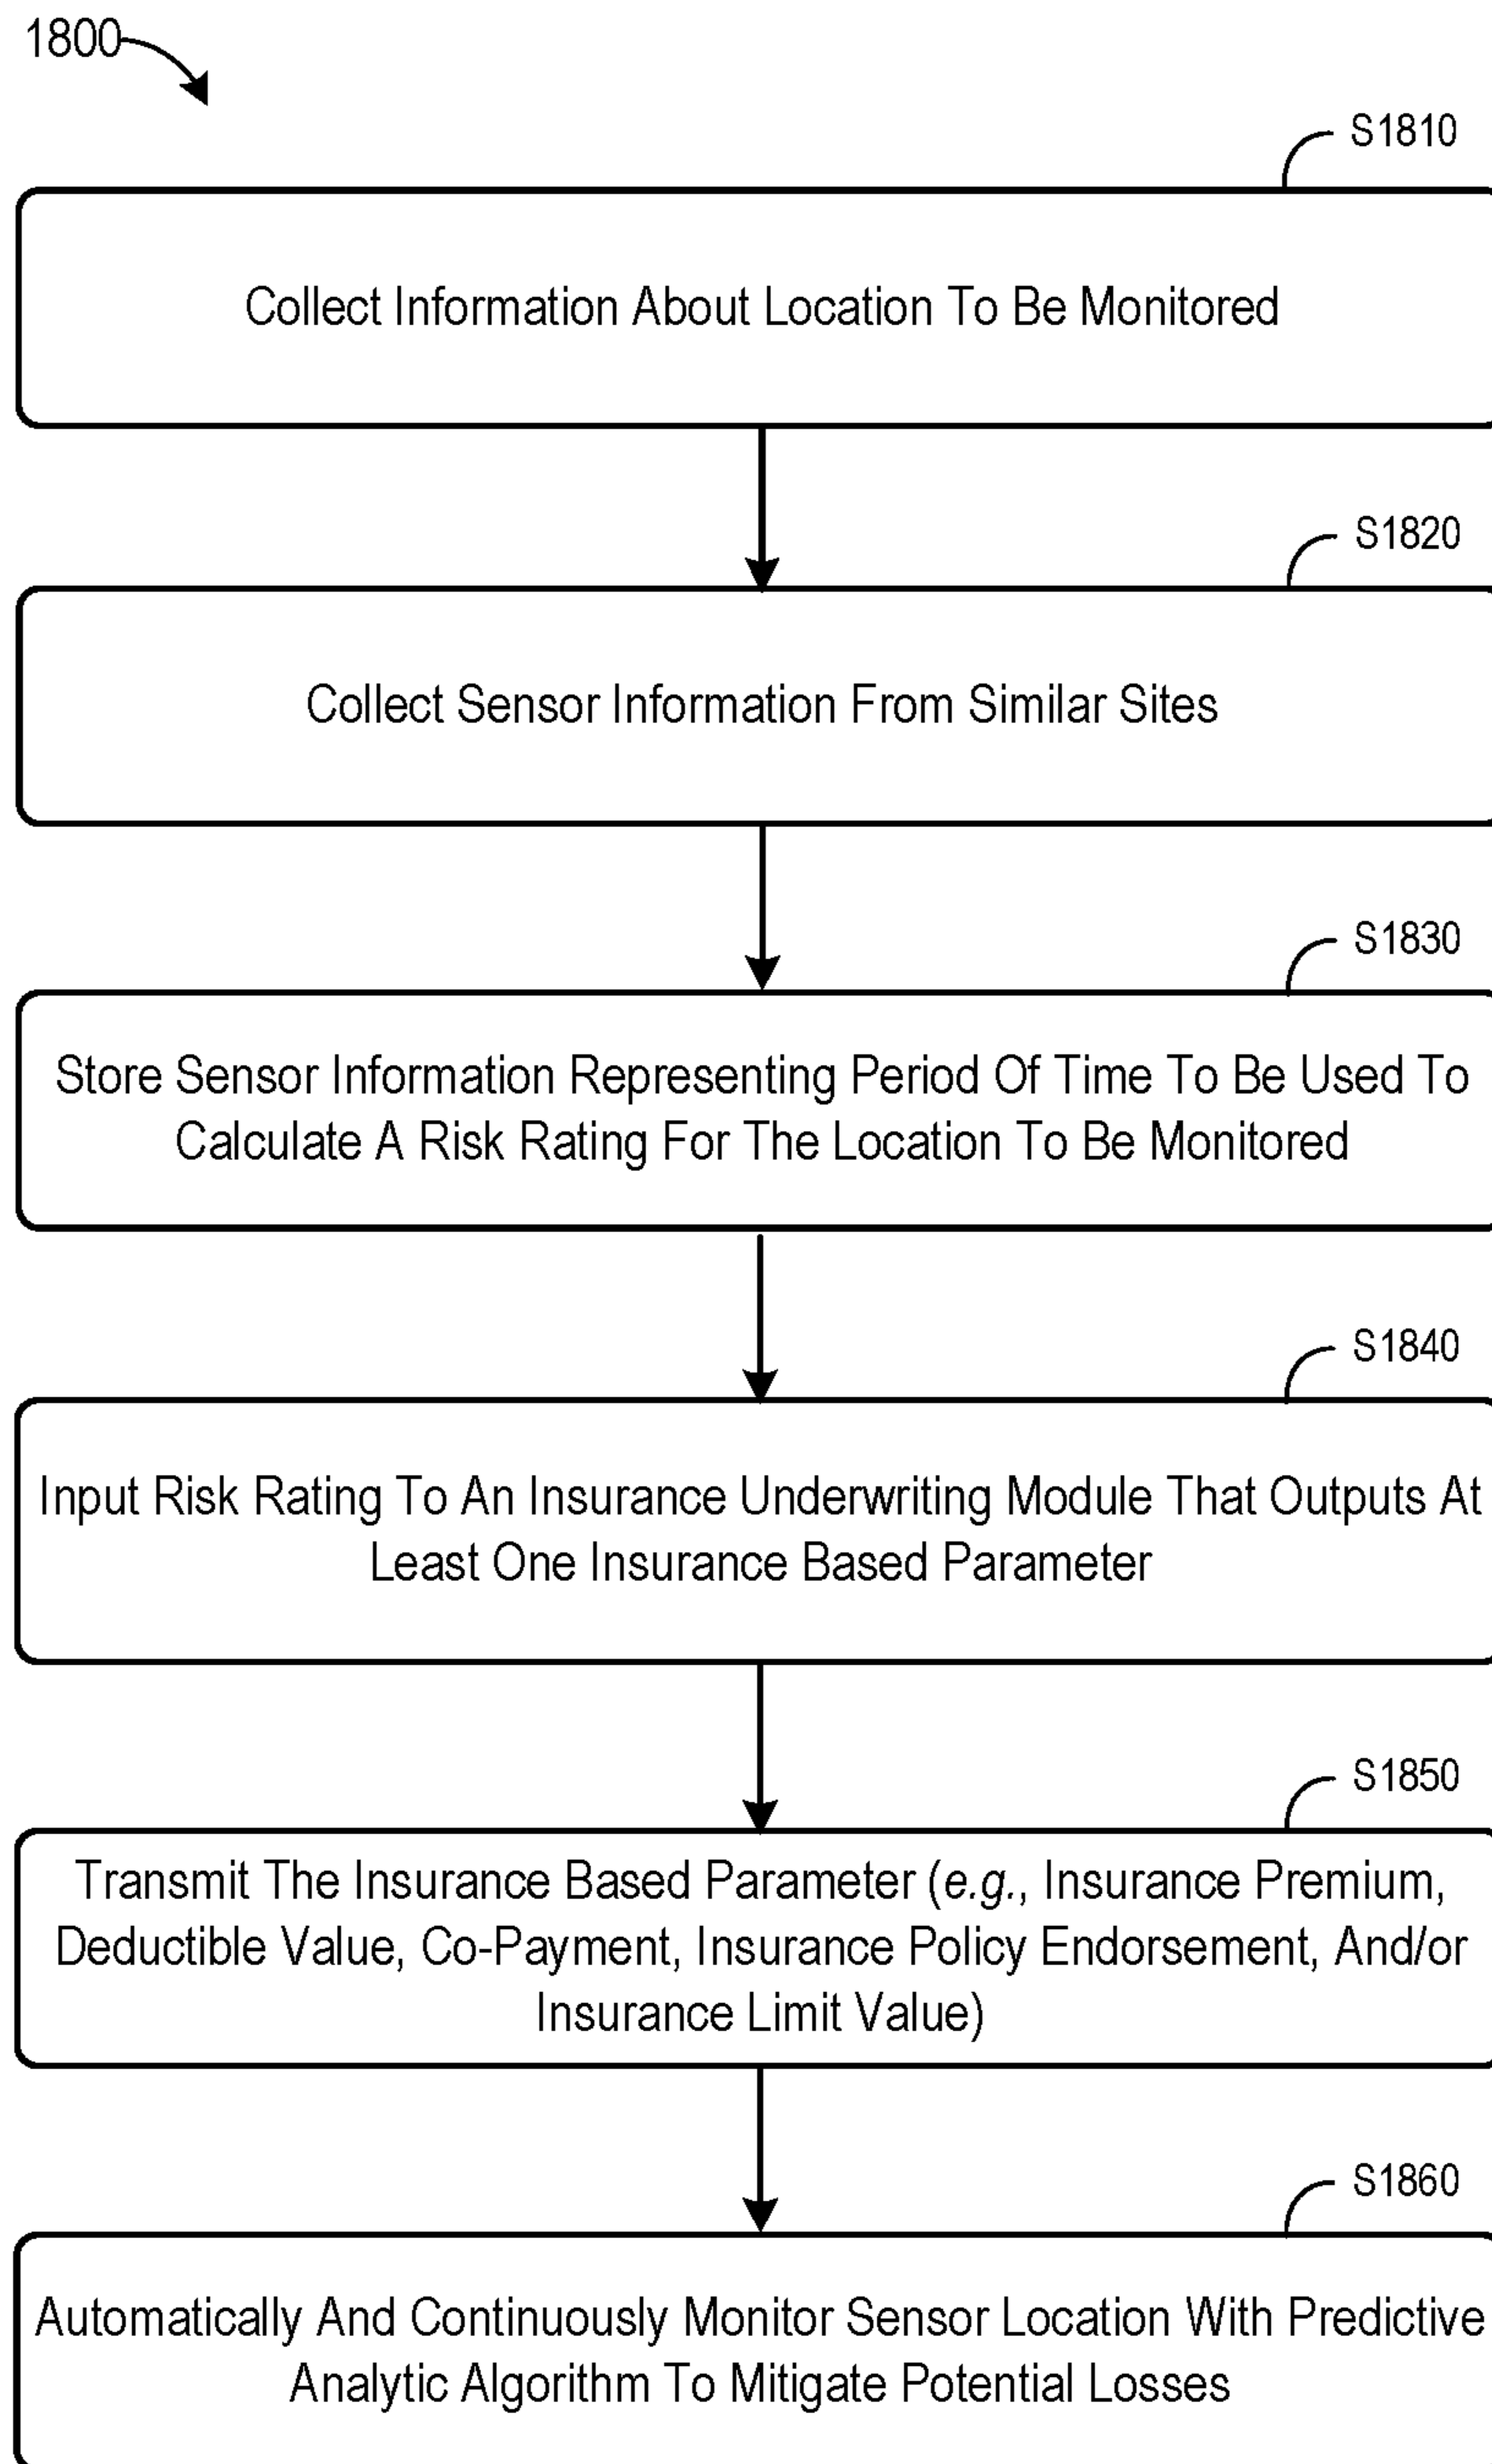 1800
S1810
Collect Information About Location To Be Monitored
S1820
Collect Sensor Information From Similar Sites
S1830
Store Sensor Information Representing Period Of Time To Be Used To
Calculate A Risk Rating For The Location To Be Monitored
S1840
Input Risk Rating To An Insurance Underwriting Module That Outputs At
Least One Insurance Based Parameter
S1850
Transmit The Insurance Based Parameter (e.g., Insurance Premium,
Deductible Value, Co-Payment, Insurance Policy Endorsement, And/or
Insurance Limit Value)
S1860
Automatically And Continuously Monitor Sensor Location With Predictive
Analytic Algorithm To Mitigate Potential Losses